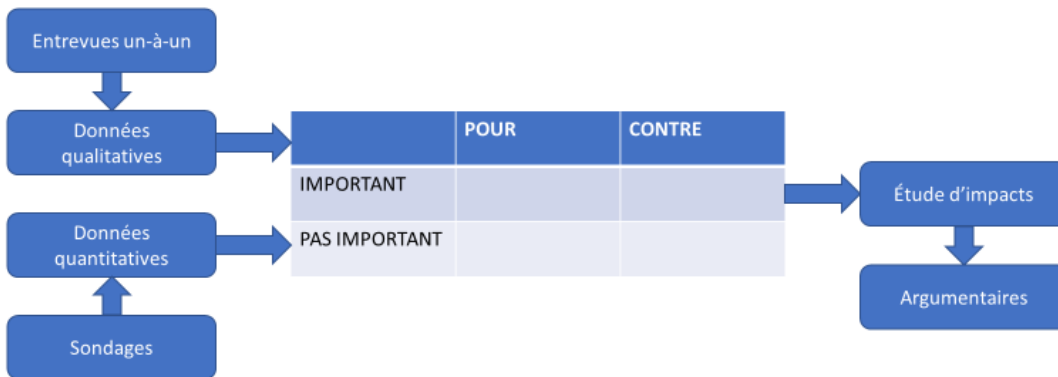 Entrevues un-à-un
Données
qualitatives
Données
quantitatives
Sondages
POUR CONTRE
IMPORTANT
PAS IMPORTANT
Étude d'impacts
Argumentaires